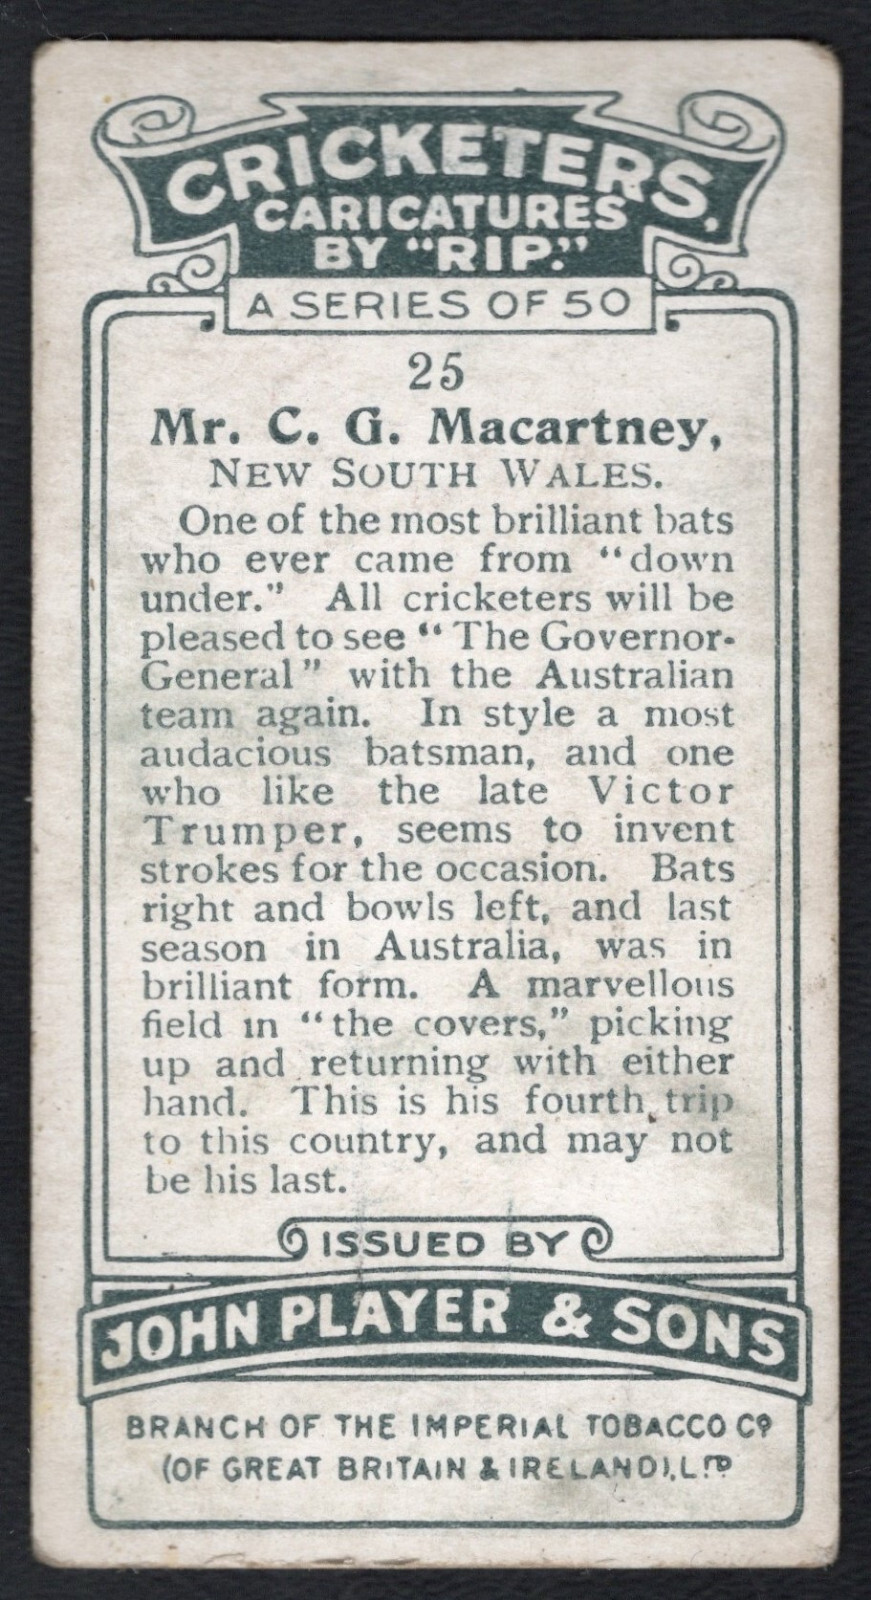 CRICKETERS.
CARICATURES
BY "RIP."
A SERIES OF 50
25
Mr. C. G. Macartney,
NEW SOUTH WALES.
One of the most brilliant bats
who ever came from "down
under." All cricketers will be
pleased to see "The Governor-
General" with the Australian
team again. In style a most
audacious batsman, and one
who like the late Victor
Trumper, seems to invent
strokes for the occasion. Bats
right and bowls left, and last
season in Australia, was in
brilliant form. A marvellous
field in "the covers," picking
up and returning with either
hand. This is his fourth trip
to this country, and may not
be his last.
ISSUED BY
JOHN PLAYER & SONS
BRANCH OF THE IMPERIAL TOBACCO Co.
(OF GREAT BRITAIN & IRELAND), LTD